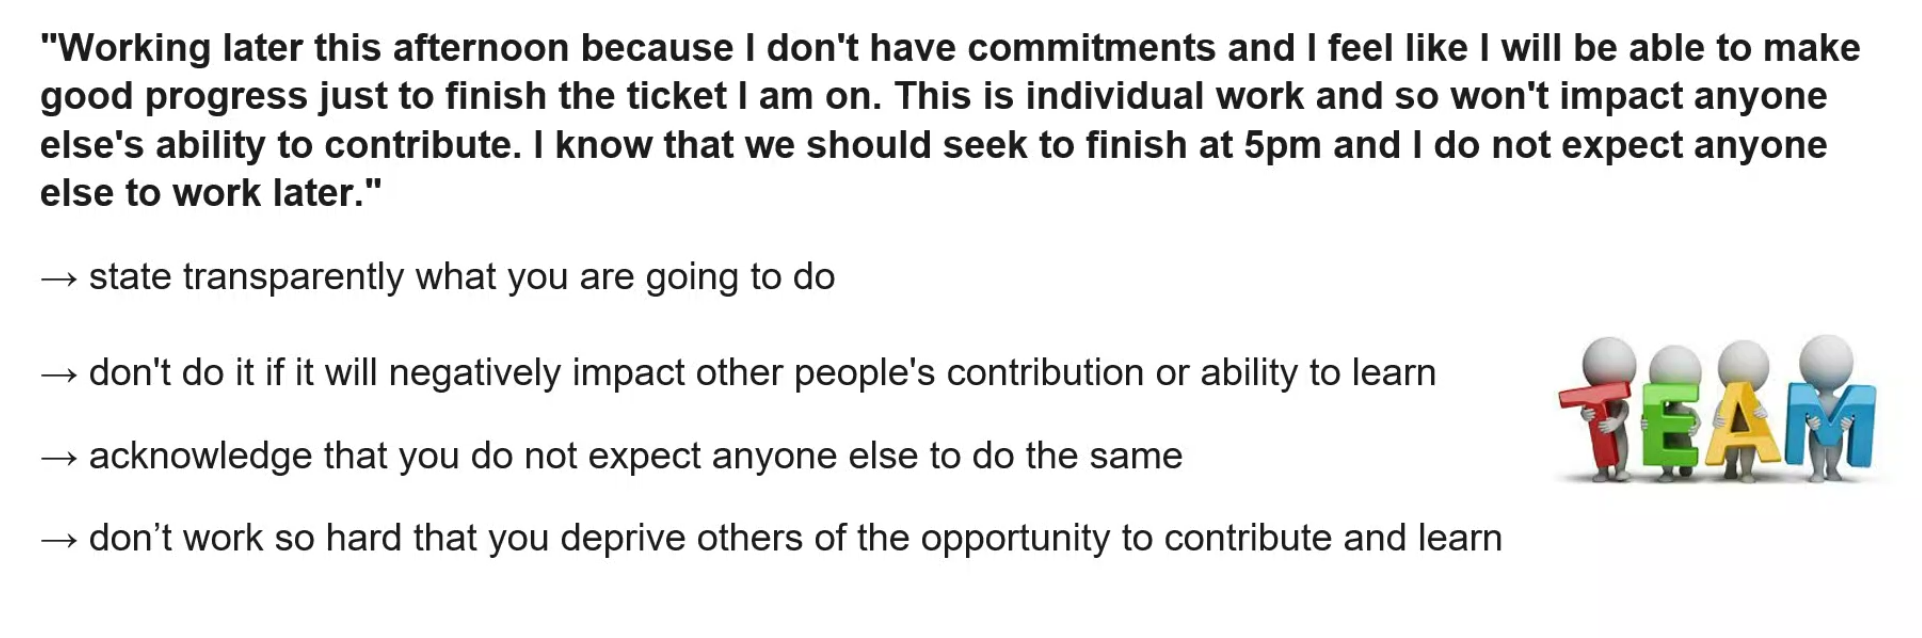 "Working later this afternoon because I don't have commitments and I feel like I will be able to make
good progress just to finish the ticket I am on. This is individual work and so won't impact anyone
else's ability to contribute. I know that we should seek to finish at 5pm and I do not expect anyone
else to work later."
→ state transparently what you are going to do
→ don't do it if it will negatively impact other people's contribution or ability to learn
→ acknowledge that you do not expect anyone else to do the same
→ don’t work so hard that you deprive others of the opportunity to contribute and learn
TEAM